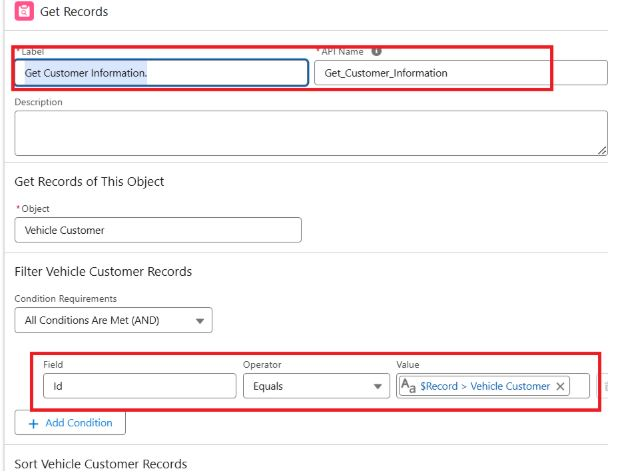 Get Records
*Label *API Name
Get Customer Information. Get_Customer_Information
Description
Get Records of This Object
*Object
Vehicle Customer
Filter Vehicle Customer Records
Condition Requirements
All Conditions Are Met (AND)
Field Operator Value
Id Equals Aa $Record > Vehicle Customer ×
+ Add Condition
Sort Vehicle Customer Records